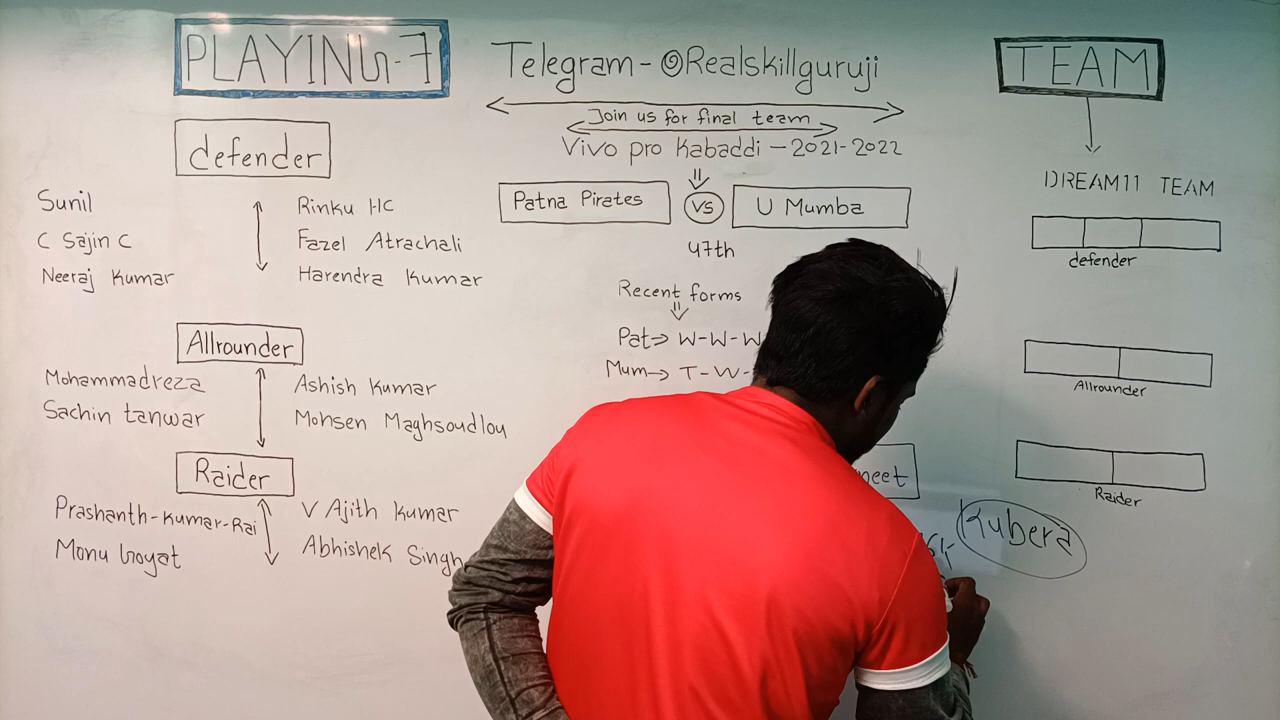 PLAYING-7
Telegram - @Realskillguruji
TEAM
Join us for final team
Vivo pro Kabaddi - 2021-2022
defender
Patna Pirates
VS
U Mumba
47th
DREAM11 TEAM
defender
Sunil
Rinku HC
C Sajin C
Fazel Atrachali
Neeraj Kumar
Harendra Kumar
Recent forms
Pat→ W-W-W
Mum→ T-W-
Allrounder
Allrounder
Mohammadreza
Ashish Kumar
Sachin tanwar
Mohsen Maghsoudlou
Raider
Raider
Prashanth-Kumar-Rai
V Ajith Kumar
Monu Goyat
Abhishek Singh
Kubera